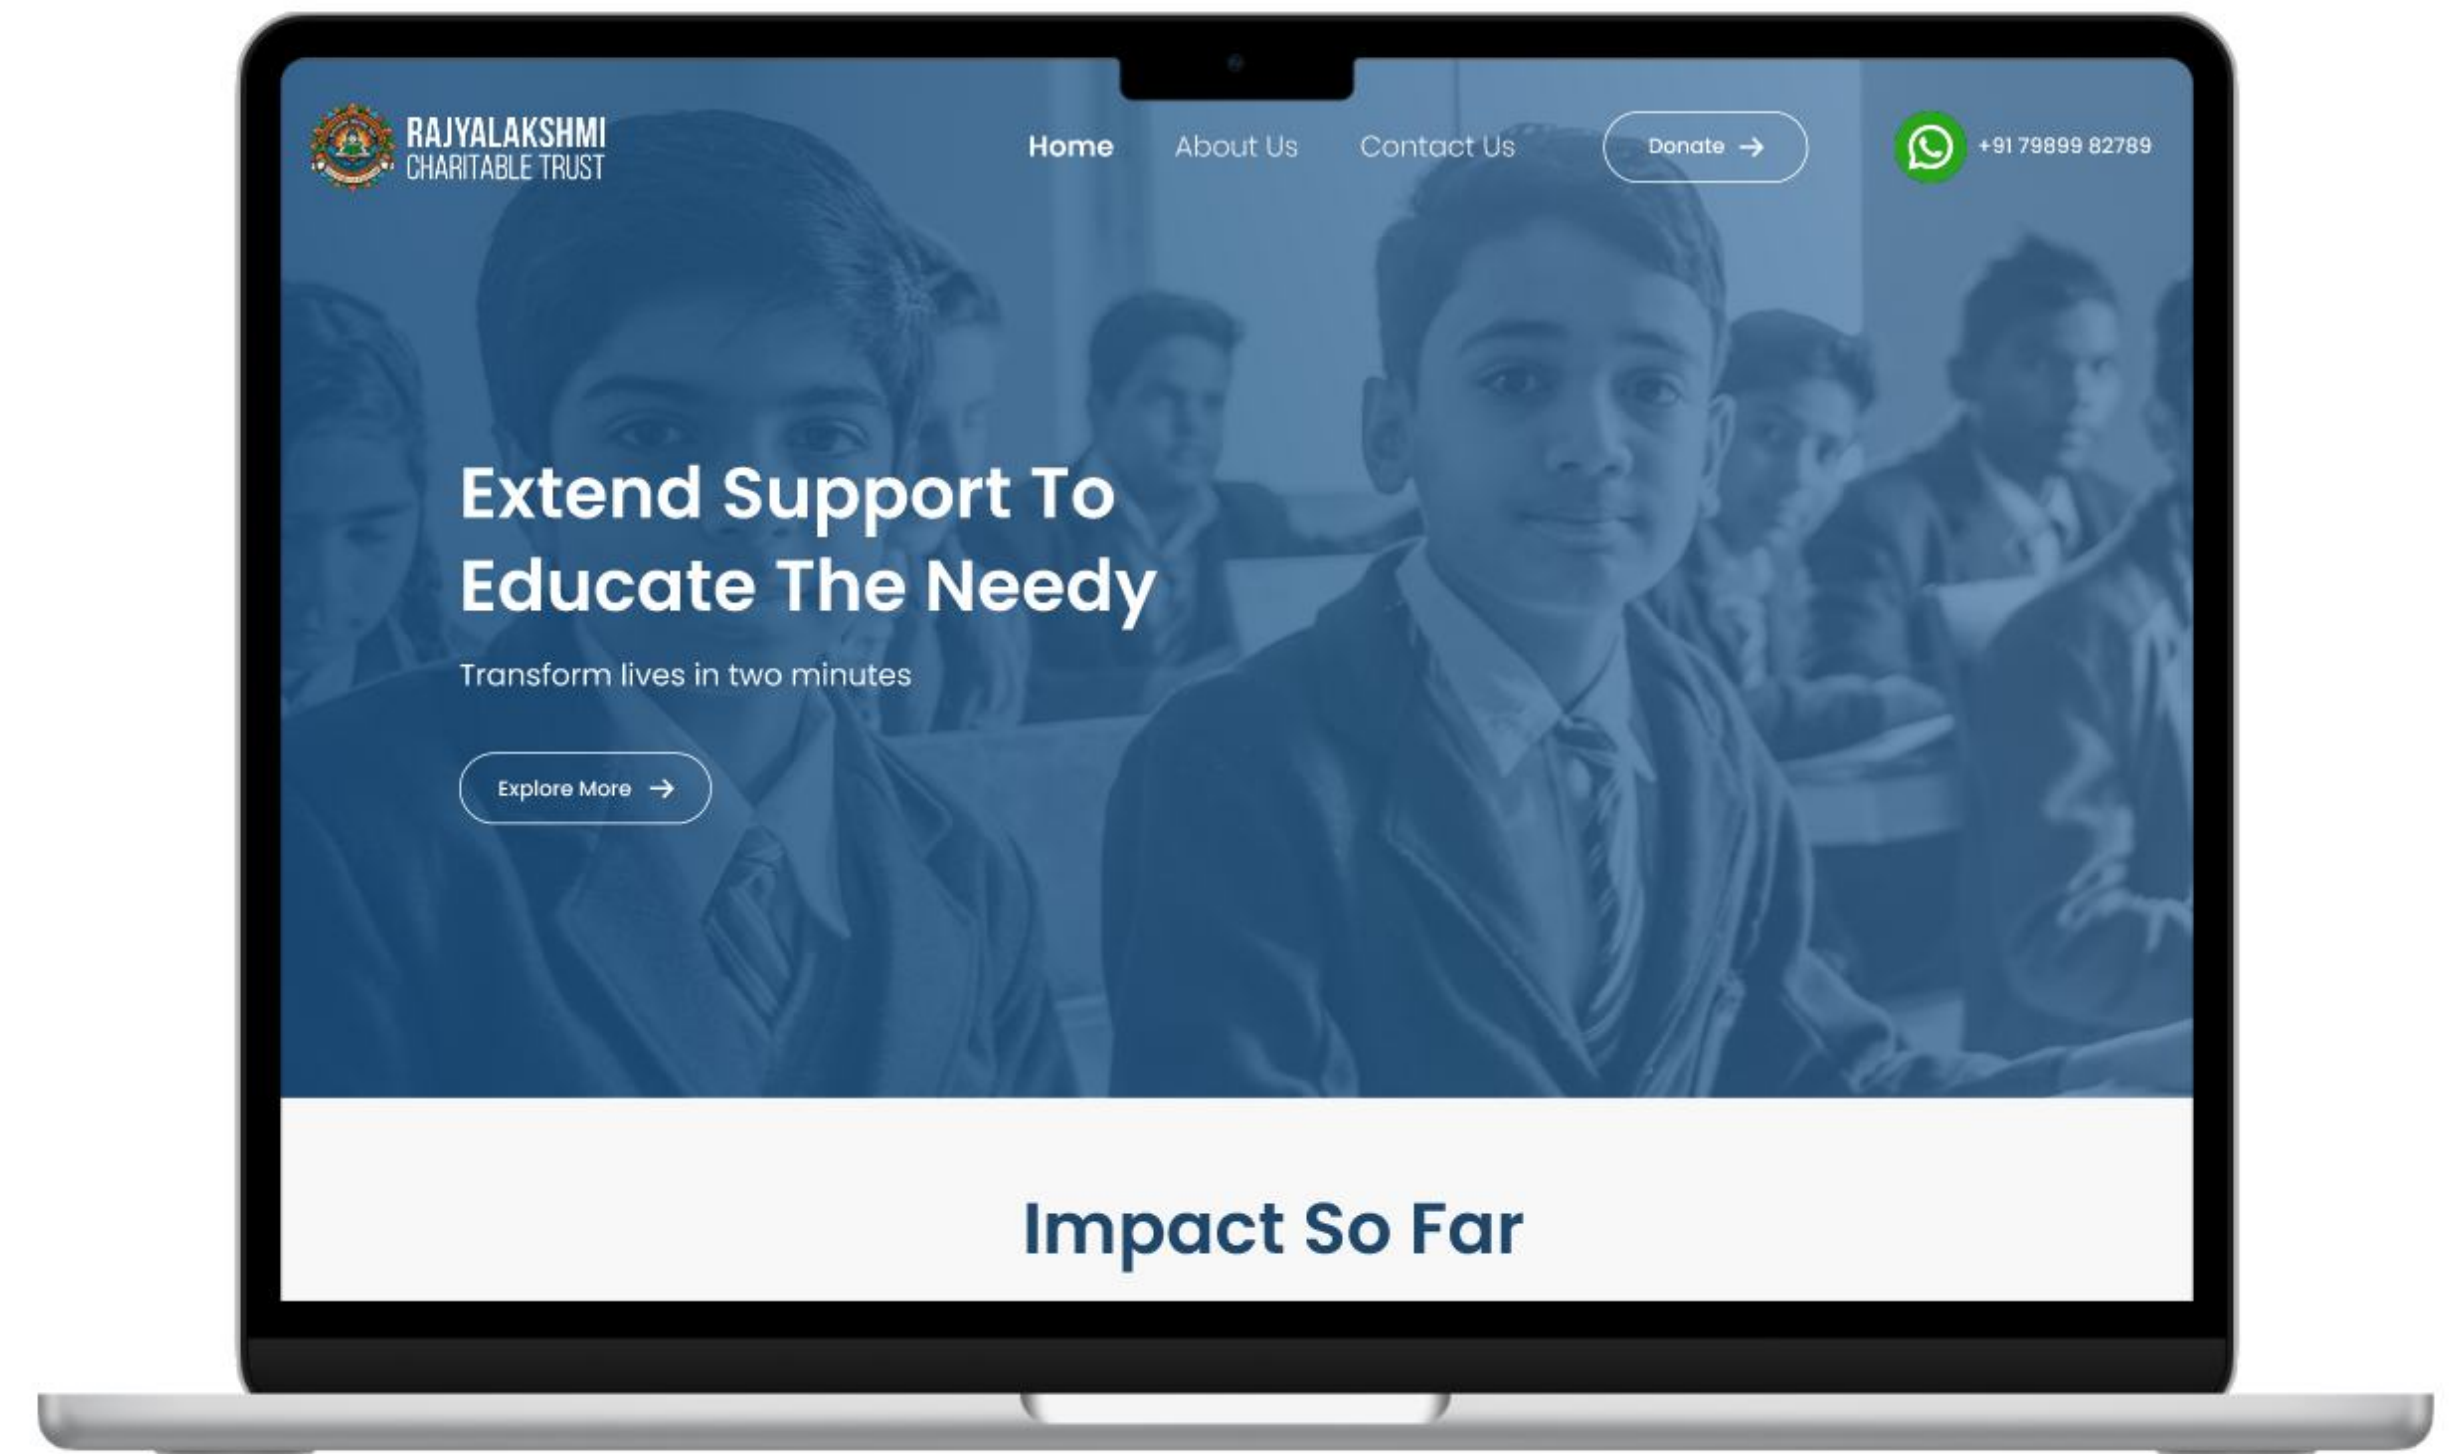 RAJYALAKSHMI
CHARITABLE TRUST
Home
About Us
Contact Us
Donate →
+91 79899 82789
Extend Support To
Educate The Needy
Transform lives in two minutes
Explore More →
Impact So Far